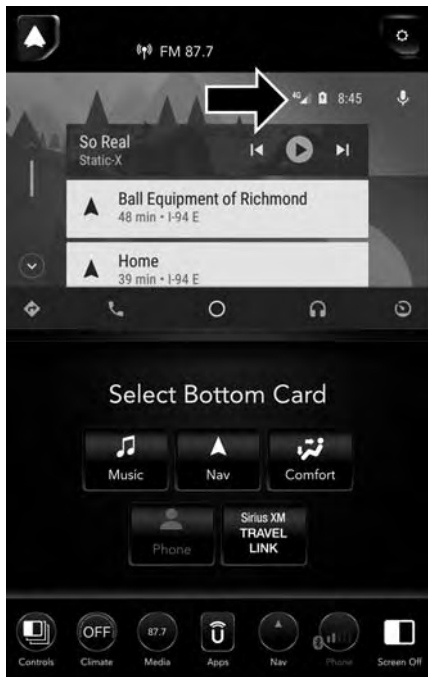 FM 87.7
4G 8:45
So Real
Static-X
Ball Equipment of Richmond
48 min • I-94 E
Home
39 min • I-94 E
Select Bottom Card
Music
Nav
Comfort
Phone
Sirius XM
TRAVEL
LINK
OFF
87.7
Controls
Climate
Media
Apps
Nav
Phone
Screen Off